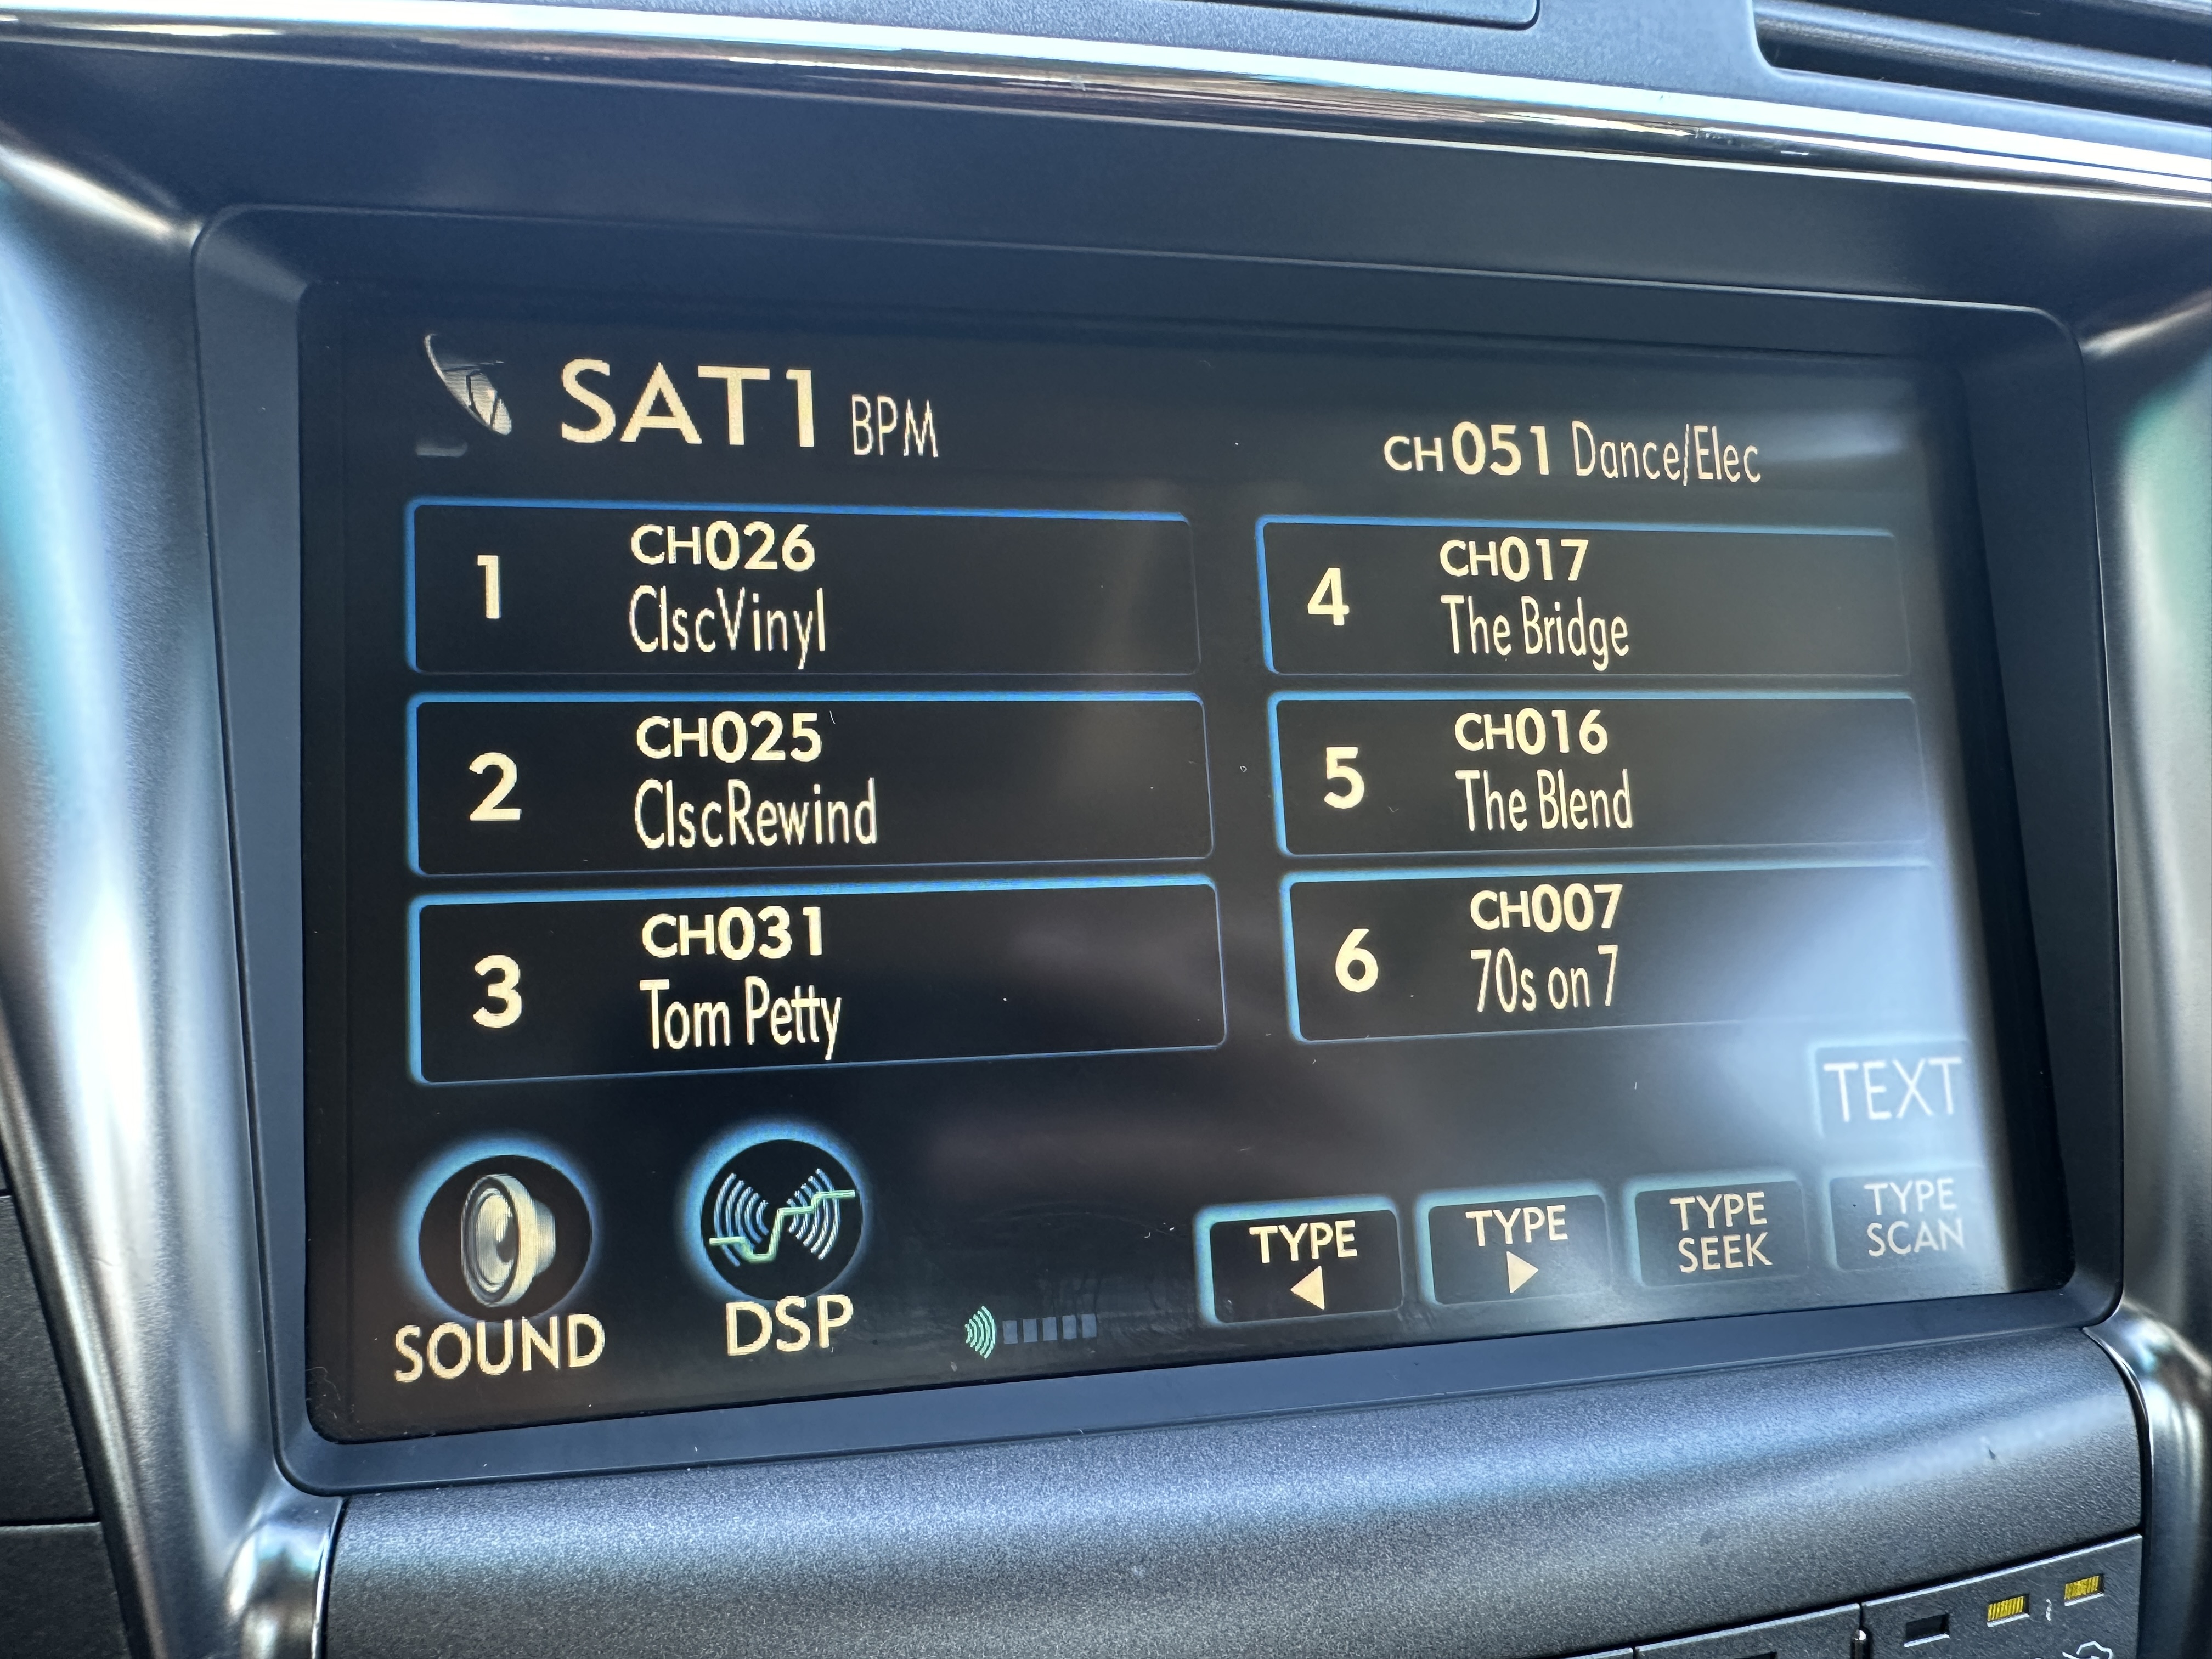 SAT1 BPM
CH051 Dance/Elec
1
CH026
ClscVinyl
2
CH025
ClscRewind
3
CH031
Tom Petty
4
CH017
The Bridge
5
CH016
The Blend
6
CH007
70s on 7
TEXT
SOUND
DSP
TYPE
TYPE
TYPE
SEEK
TYPE
SCAN